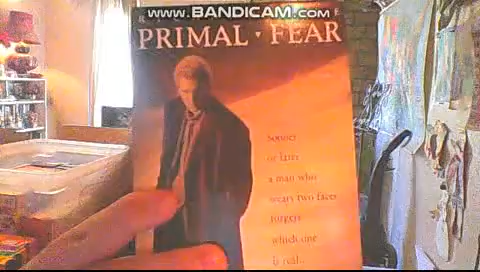 www.BANDICAM.com
PRIMAL · FEAR
Sooner
or later
a man who
wears two faces
forgets
which one
is real.